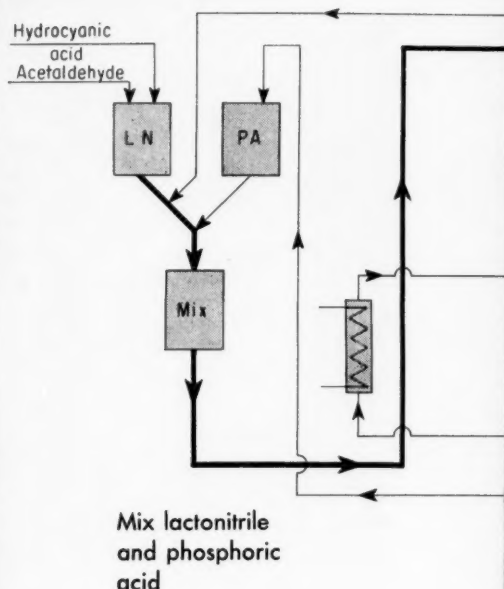 Hydrocyanic
acid
Acetaldehyde
LN
PA
Mix
Mix lactonitrile
and phosphoric
acid